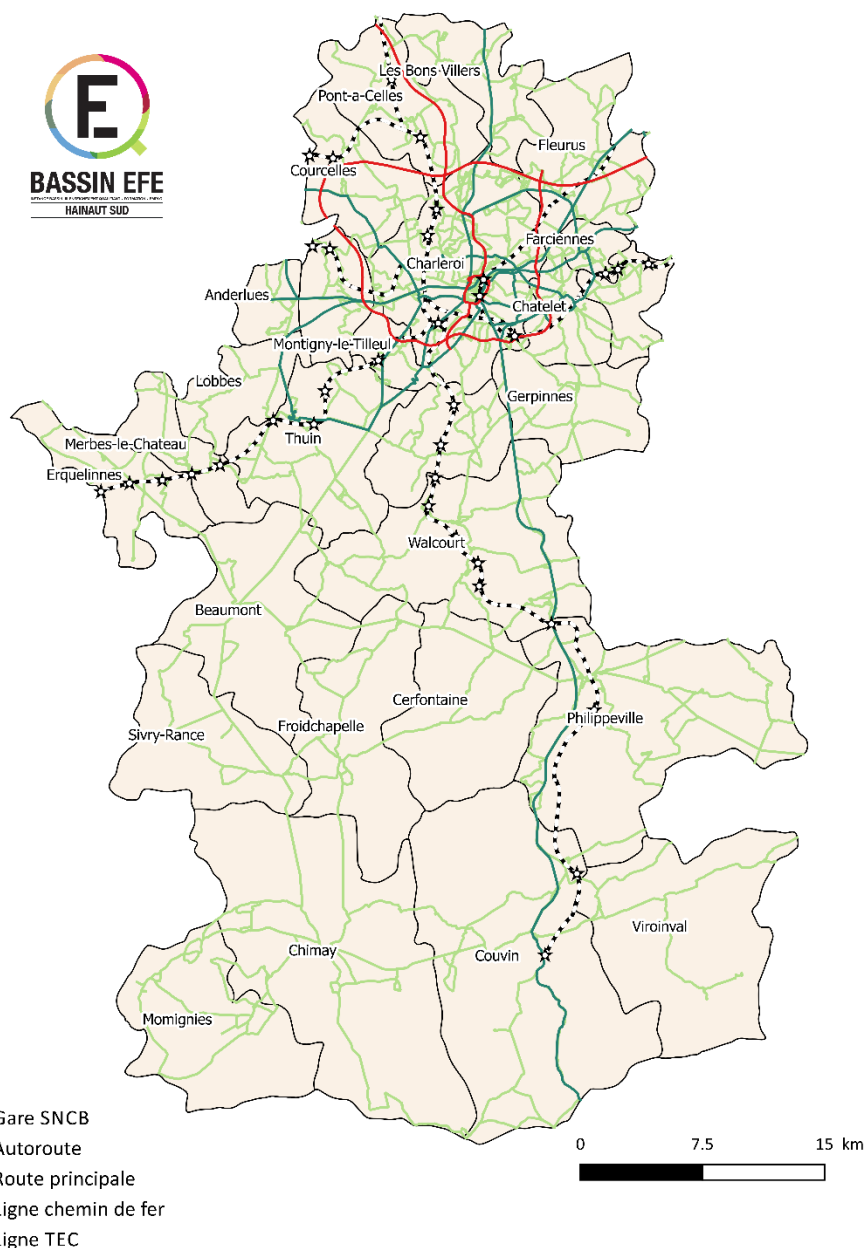 Les Bons Villers
Pont-a-Celles
Fleurus
Courcelles
BASSIN EFE
HAINAUT SUD
Farciennes
Charleroi
Anderlues
Chatelet
Montigny-le-Tilleul
Lobbes
Gerpinnes
Thuin
Merbes-le-Chateau
Erquelinnes
Walcourt
Beaumont
Cerfontaine
Philippeville
Froidchapelle
Sivry-Rance
Viroinval
Chimay
Couvin
Momignies
Gare SNCB
Autoroute
Route principale
Ligne chemin de fer
Ligne TEC
0 7.5 15 km